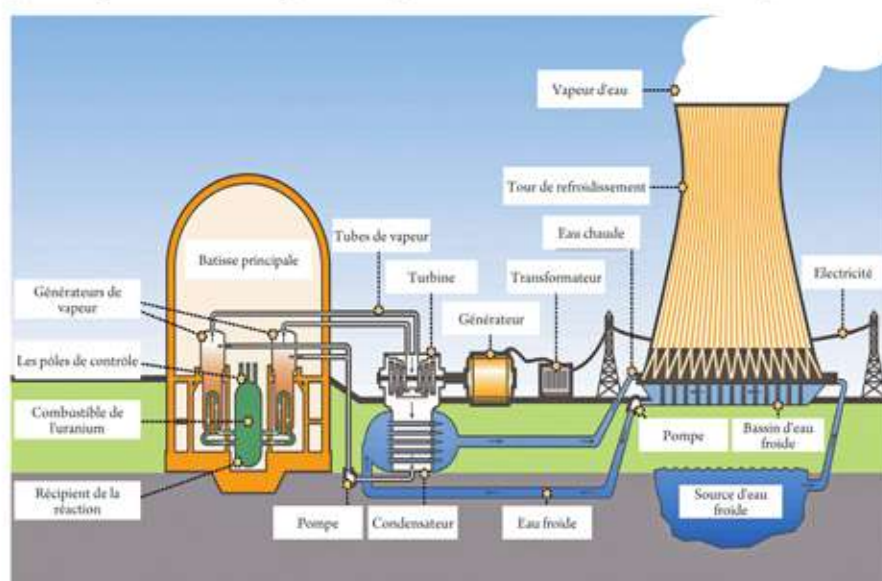 Vapeur d'eau
Tour de refroidissement
Tubes de vapeur
Eau chaude
Batisse principale
Turbine
Transformateur
Electricité
Générateurs de
vapeur
Générateur
Les pôles de contrôle
Combustible de
l'uranium
Pompe
Bassin d'eau
froide
Récipient de la
réaction
Pompe
Condensateur
Eau froide
Source d'eau
froide